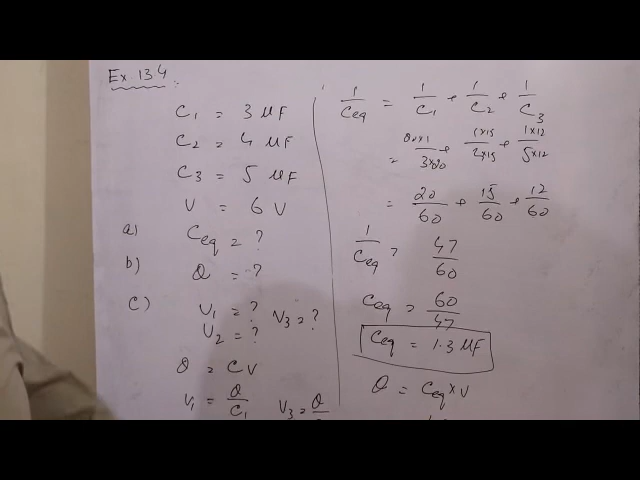 Ex. 13.4
C1 = 3 μF
C2 = 4 μF
C3 = 5 μF
V = 6 V
a) Ceq = ?
b) Q = ?
c) V1 = ? V3 = ?
V2 = ?
Q = CV
V1 = Q/C1 V3 = Q/
1/Ceq = 1/C1 + 1/C2 + 1/C3
= 20×1/3×20 + 1×15/ ×15 + 1×12/5×12
= 20/60 + 15/60 + 12/60
1/Ceq = 47/60
Ceq = 60/47
Ceq = 1.3 μF
Q = Ceq × V